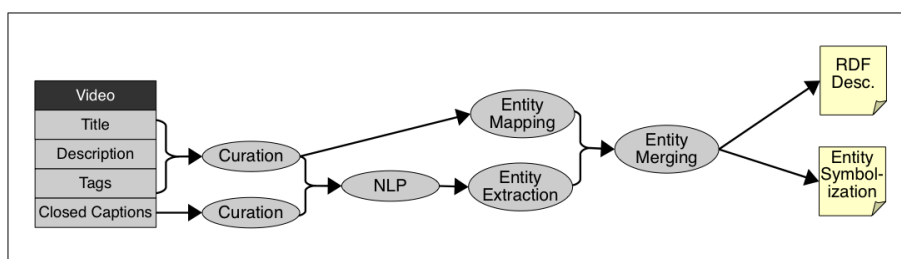 Video
Title
Description
Tags
Closed Captions
Curation
Curation
NLP
Entity
Mapping
Entity
Extraction
Entity
Merging
RDF
Desc.
Entity
Symbol-
ization